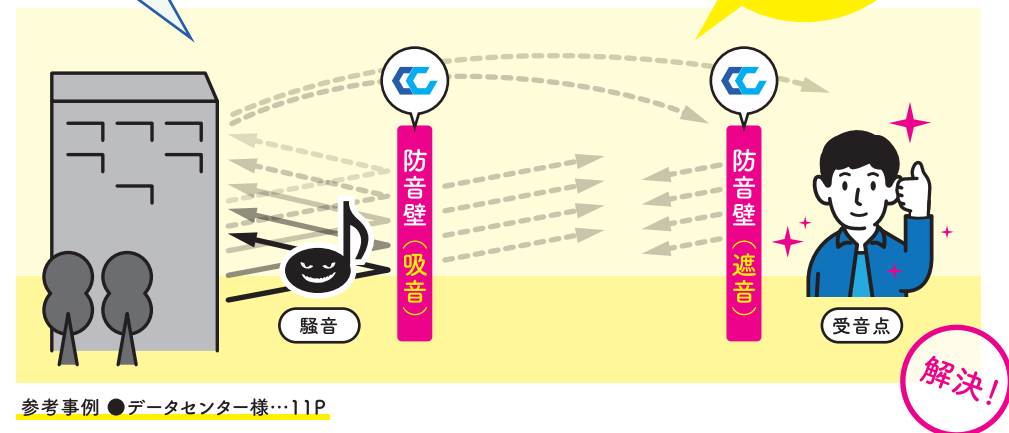 防音壁（吸音）
防音壁（遮音）
騒音
受音点
解決！
参考事例 ●データセンター様…11P